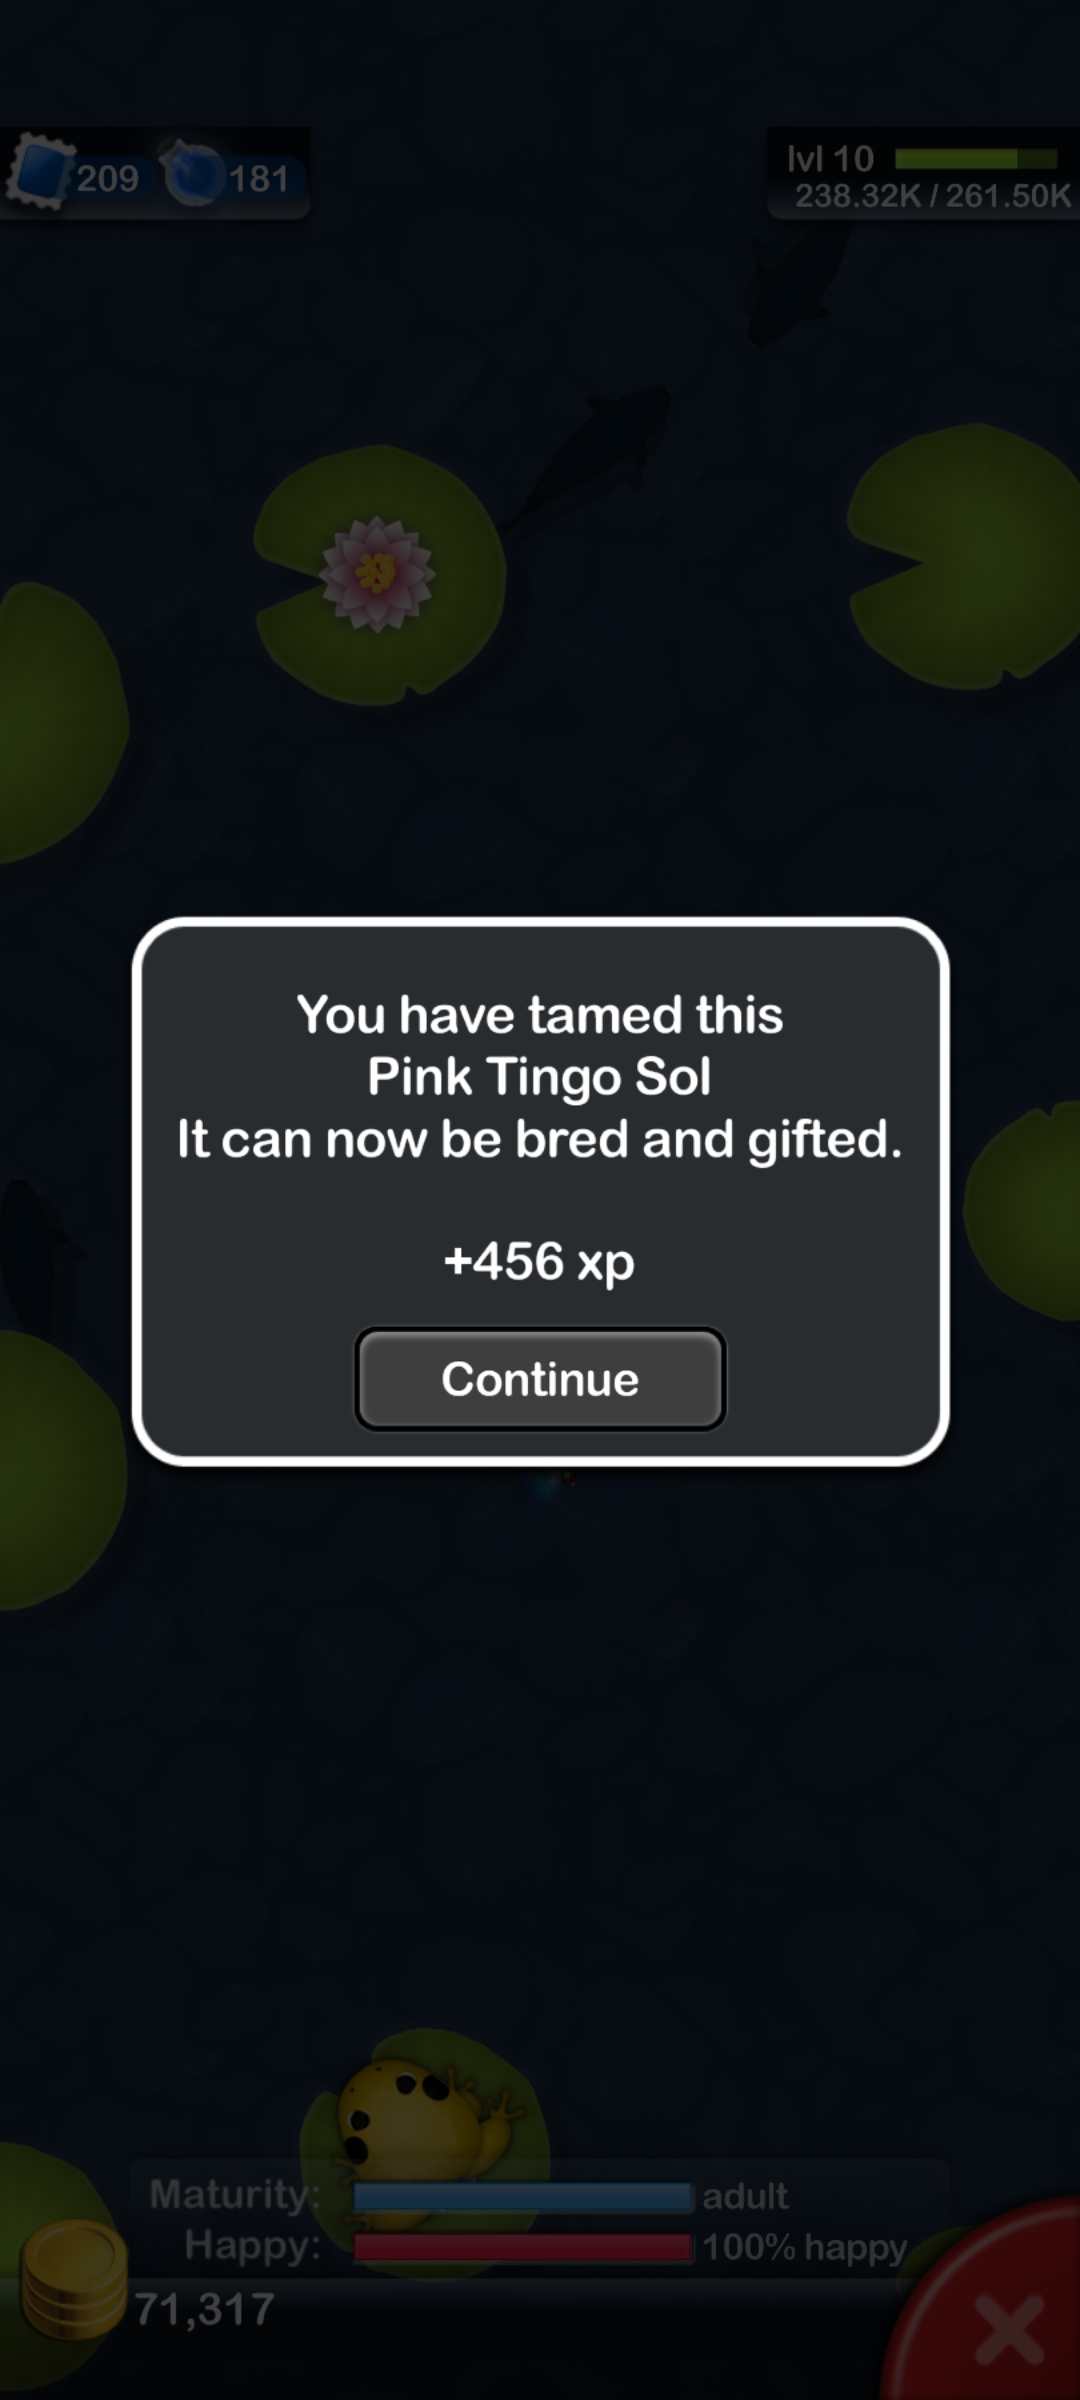 209 181
lvl 10
238.32K / 261.50K
You have tamed this
Pink Tingo Sol
It can now be bred and gifted.
+456 xp
Continue
Maturity: adult
Happy: 100% happy
71,317